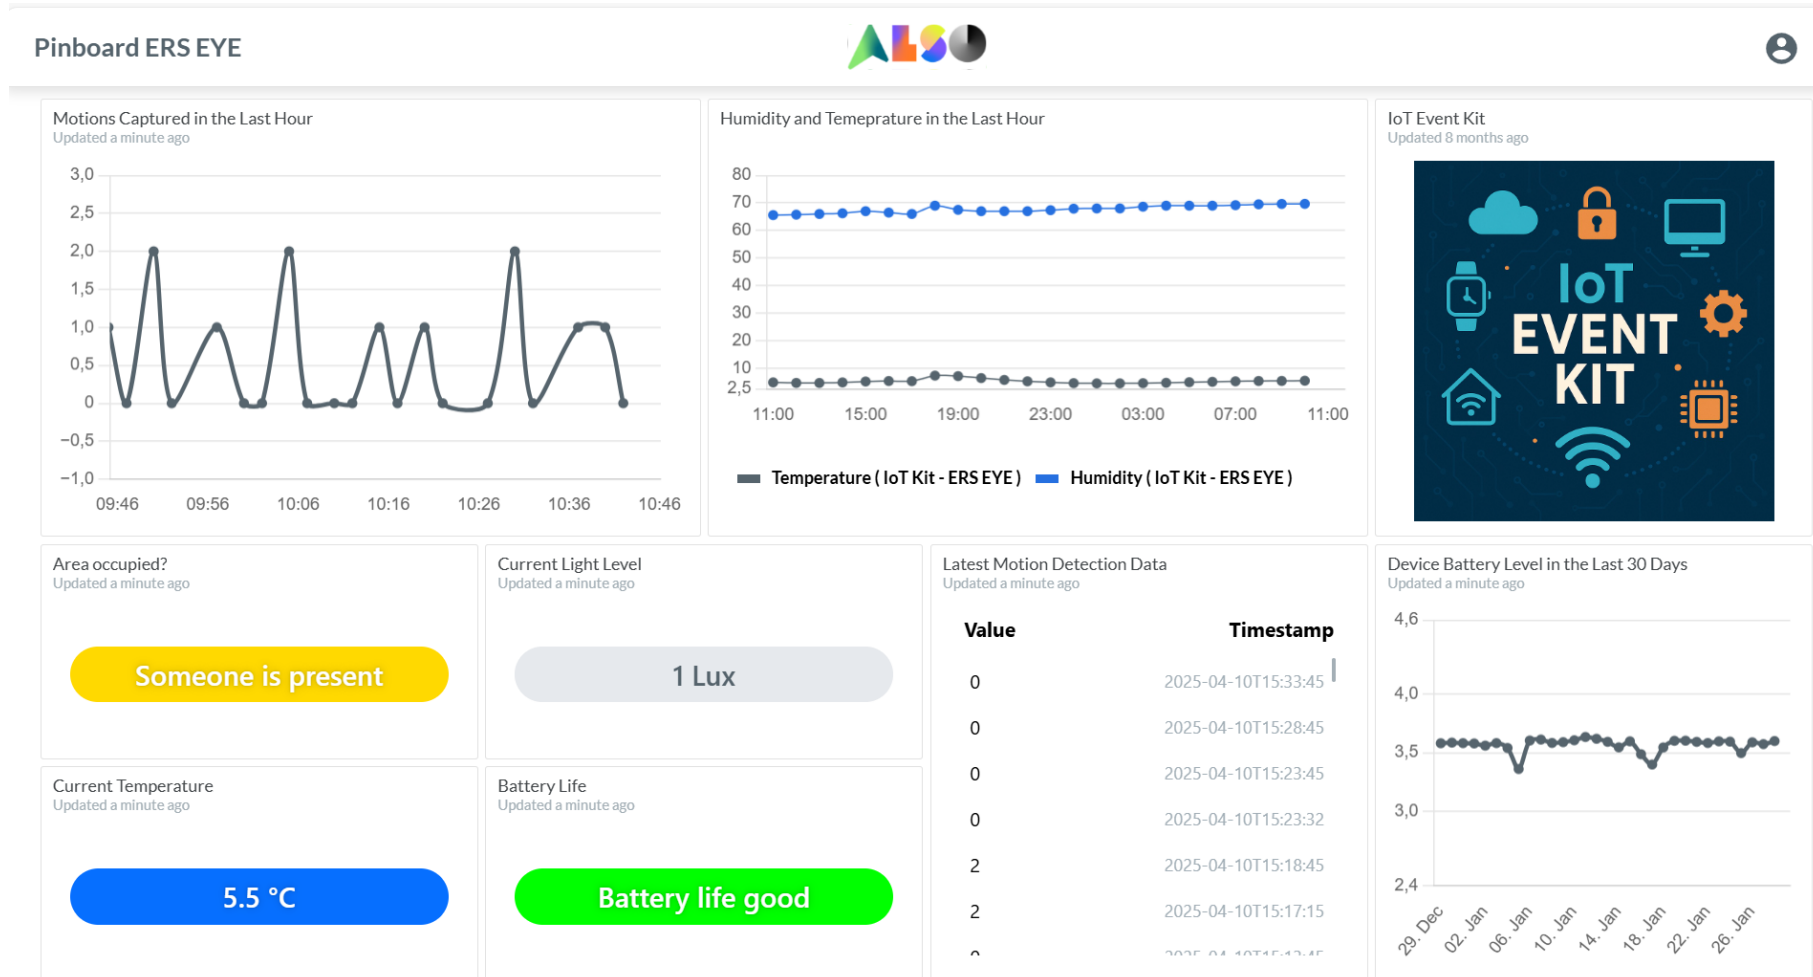 Pinboard ERS EYE
ALSO
Motions Captured in the Last Hour
Updated a minute ago
3,0
2,5
2,0
1,5
1,0
0,5
0
−0,5
−1,0
09:46 09:56 10:06 10:16 10:26 10:36 10:46
Humidity and Temeprature in the Last Hour
80
70
60
50
40
30
20
10
2,5
11:00 15:00 19:00 23:00 03:00 07:00 11:00
Temperature ( IoT Kit - ERS EYE ) Humidity ( IoT Kit - ERS EYE )
IoT Event Kit
Updated 8 months ago
IoT
EVENT
KIT
Area occupied?
Updated a minute ago
Someone is present
Current Light Level
Updated a minute ago
1 Lux
Current Temperature
Updated a minute ago
5.5 °C
Battery Life
Updated a minute ago
Battery life good
Latest Motion Detection Data
Updated a minute ago
Value Timestamp
0 2025-04-10T15:33:45
0 2025-04-10T15:28:45
0 2025-04-10T15:23:45
0 2025-04-10T15:23:32
2 2025-04-10T15:18:45
2 2025-04-10T15:17:15
Device Battery Level in the Last 30 Days
Updated a minute ago
4,6
4,0
3,5
3,0
2,4
29. Dec 02. Jan 06. Jan 10. Jan 14. Jan 18. Jan 22. Jan 26. Jan